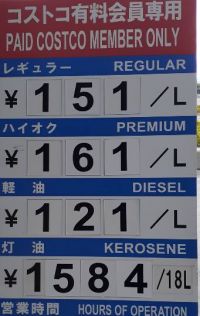 コストコ有料会員専用
PAID COSTCO MEMBER ONLY
レギュラー REGULAR
¥151/L
ハイオク PREMIUM
¥161/L
軽油 DIESEL
¥121/L
灯油 KEROSENE
¥1584/18L
営業時間 HOURS OF OPERATION